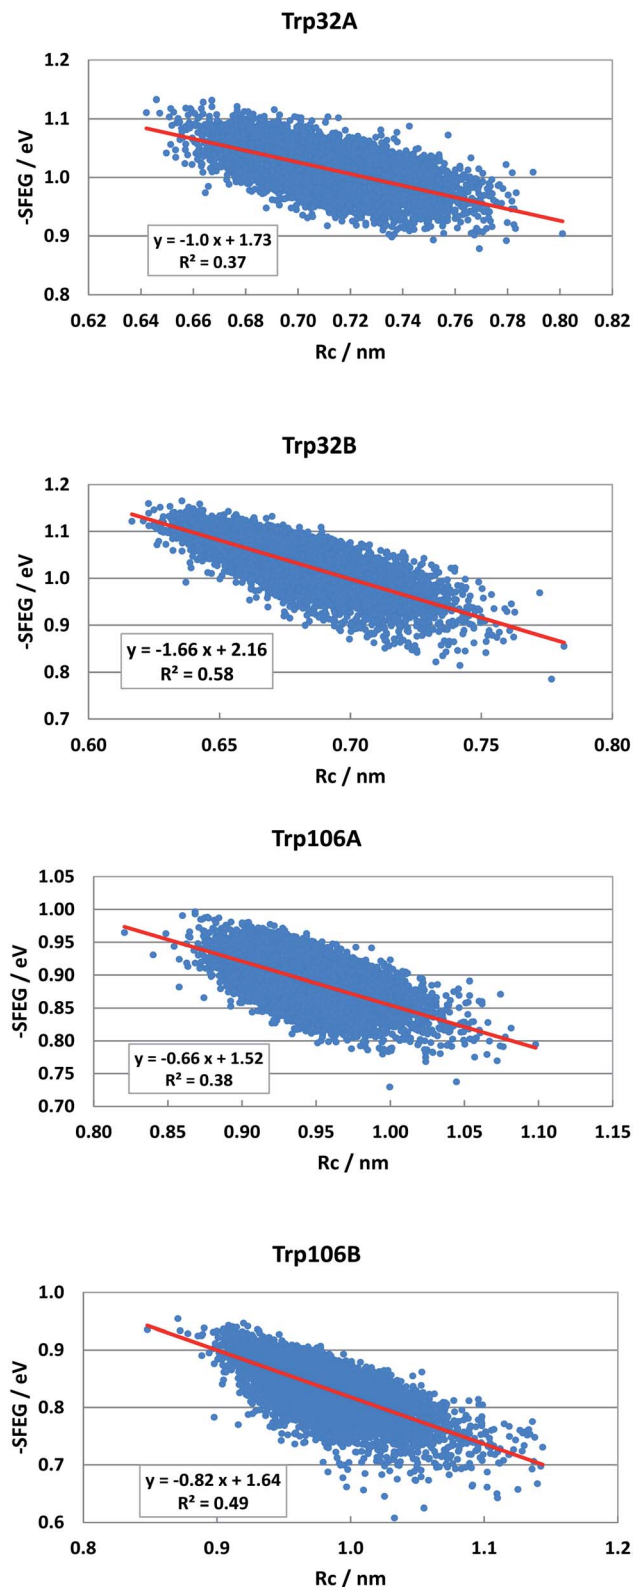 Trp32A
1.2
1.1
1.0
0.9
0.8
-SFEG / eV
y = -1.0 x + 1.73
R² = 0.37
0.62 0.64 0.66 0.68 0.70 0.72 0.74 0.76 0.78 0.80 0.82
Rc / nm
Trp32B
1.2
1.1
1.0
0.9
0.8
0.7
-SFEG / eV
y = -1.66 x + 2.16
R² = 0.58
0.60 0.65 0.70 0.75 0.80
Rc / nm
Trp106A
1.05
1.00
0.95
0.90
0.85
0.80
0.75
0.70
-SFEG / eV
y = -0.66 x + 1.52
R² = 0.38
0.80 0.85 0.90 0.95 1.00 1.05 1.10 1.15
Rc / nm
Trp106B
1.0
0.9
0.8
0.7
0.6
-SFEG / eV
y = -0.82 x + 1.64
R² = 0.49
0.8 0.9 1.0 1.1 1.2
Rc / nm